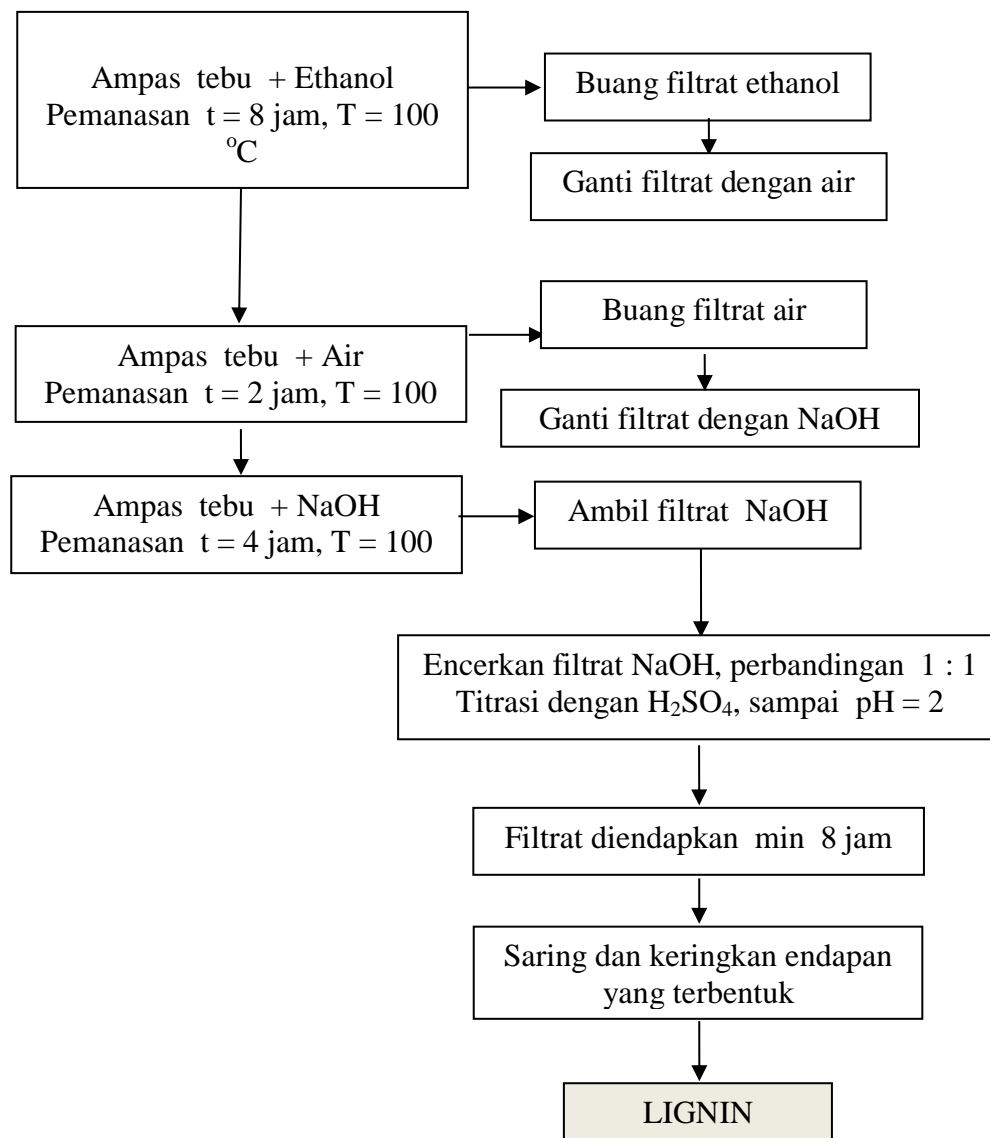 Ampas tebu + Ethanol
Pemanasan t = 8 jam, T = 100
°C
Buang filtrat ethanol
Ganti filtrat dengan air
Ampas tebu + Air
Pemanasan t = 2 jam, T = 100
Buang filtrat air
Ganti filtrat dengan NaOH
Ampas tebu + NaOH
Pemanasan t = 4 jam, T = 100
Ambil filtrat NaOH
Encerkan filtrat NaOH, perbandingan 1 : 1
Titrasi dengan H₂SO₄, sampai pH = 2
Filtrat diendapkan min 8 jam
Saring dan keringkan endapan
yang terbentuk
LIGNIN